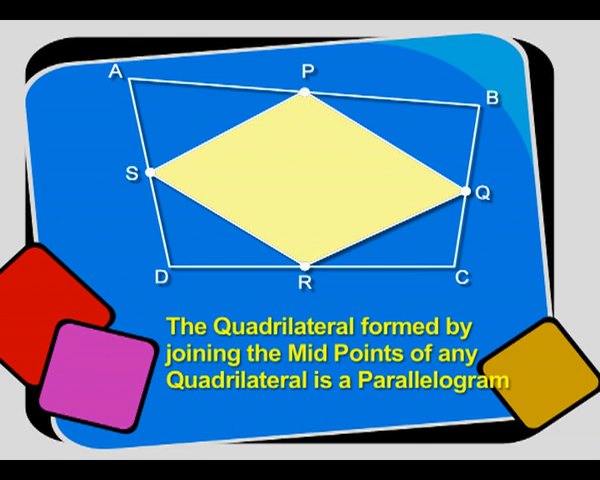 A
P
B
S
Q
D
R
C
The Quadrilateral formed by
joining the Mid Points of any
Quadrilateral is a Parallelogram